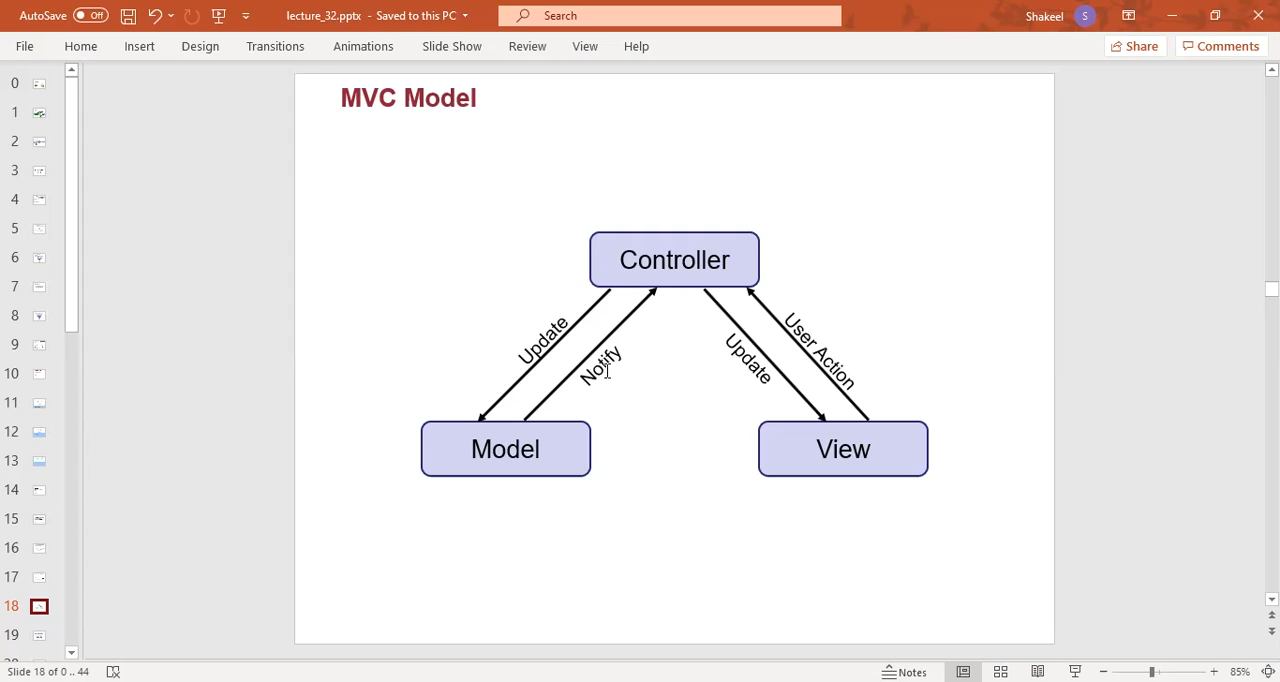 AutoSave Off lecture_32.pptx - Saved to this PC Search Shakeel S
File Home Insert Design Transitions Animations Slide Show Review View Help Share Comments
0
1
2
3
4
5
6
7
8
9
10
11
12
13
14
15
16
17
18
19
MVC Model
Controller
Update
Notify
Update
User Action
Model
View
Slide 18 of 0 .. 44 Notes 85%